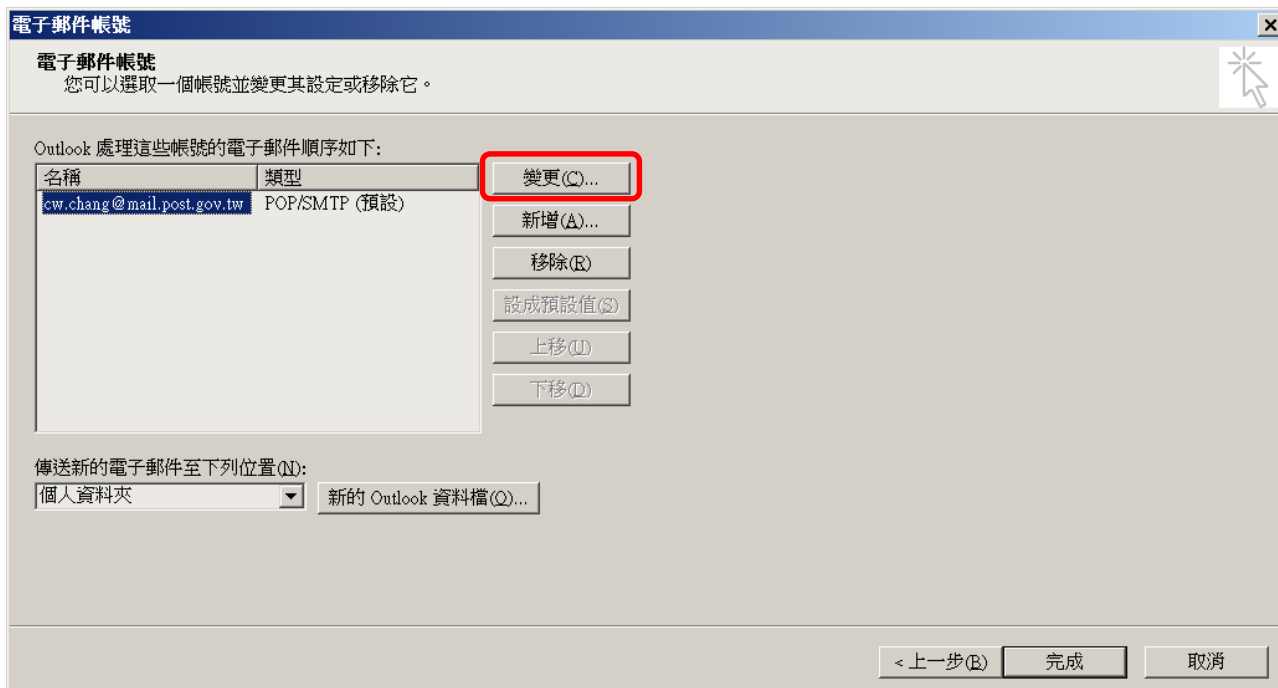 電子郵件帳號
電子郵件帳號
您可以選取一個帳號並變更其設定或移除它。
Outlook 處理這些帳號的電子郵件順序如下:
名稱 類型
cw.chang@mail.post.gov.tw POP/SMTP (預設)
變更(C)...
新增(A)...
移除(R)
設成預設值(S)
上移(U)
下移(D)
傳送新的電子郵件至下列位置(N):
個人資料夾 新的 Outlook 資料檔(O)...
< 上一步(B) 完成 取消